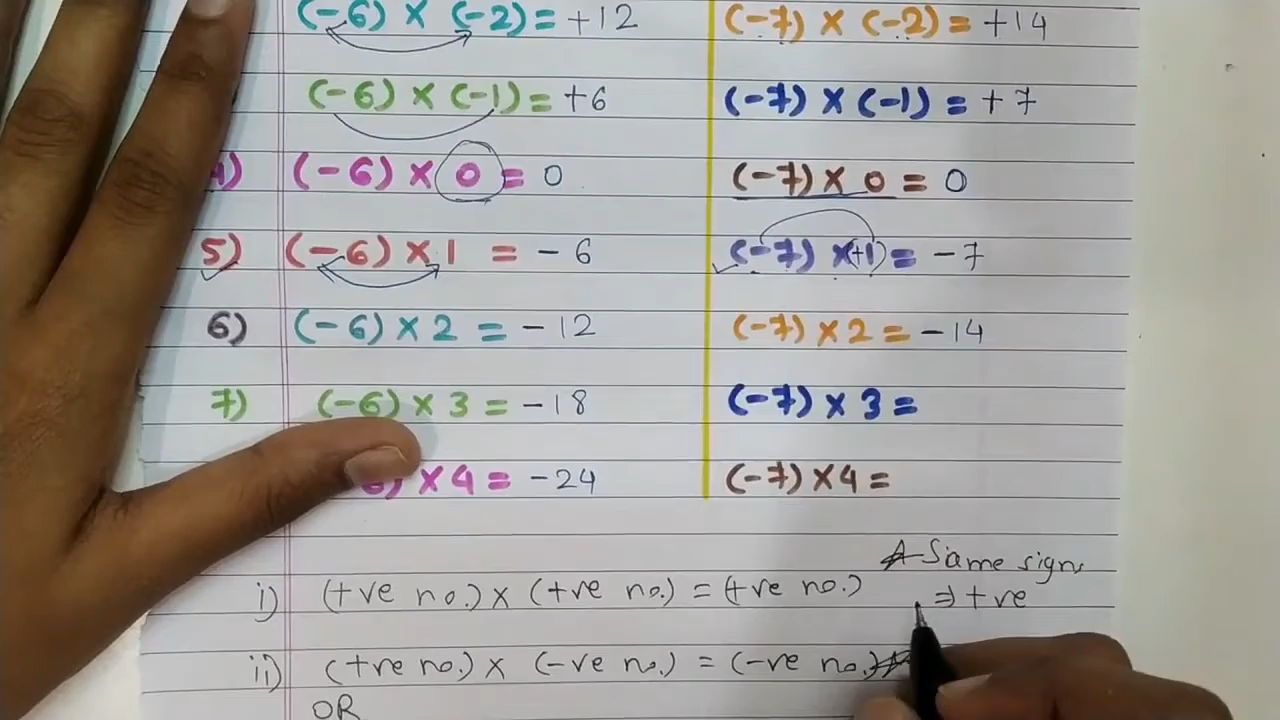 (-6) × (-2) = +12 (-7) × (-2) = +14
(-6) × (-1) = +6 (-7) × (-1) = +7
4) (-6) × 0 = 0 (-7) × 0 = 0
5) (-6) × 1 = -6 (-7) × (+1) = -7
6) (-6) × 2 = -12 (-7) × 2 = -14
7) (-6) × 3 = -18 (-7) × 3 =
6) × 4 = -24 (-7) × 4 =
Same sign,
i) (+ve no.) × (+ve no.) = (+ve no.) ⇒ +ve
ii) (+ve no.) × (-ve no.) = (-ve no.)
OR